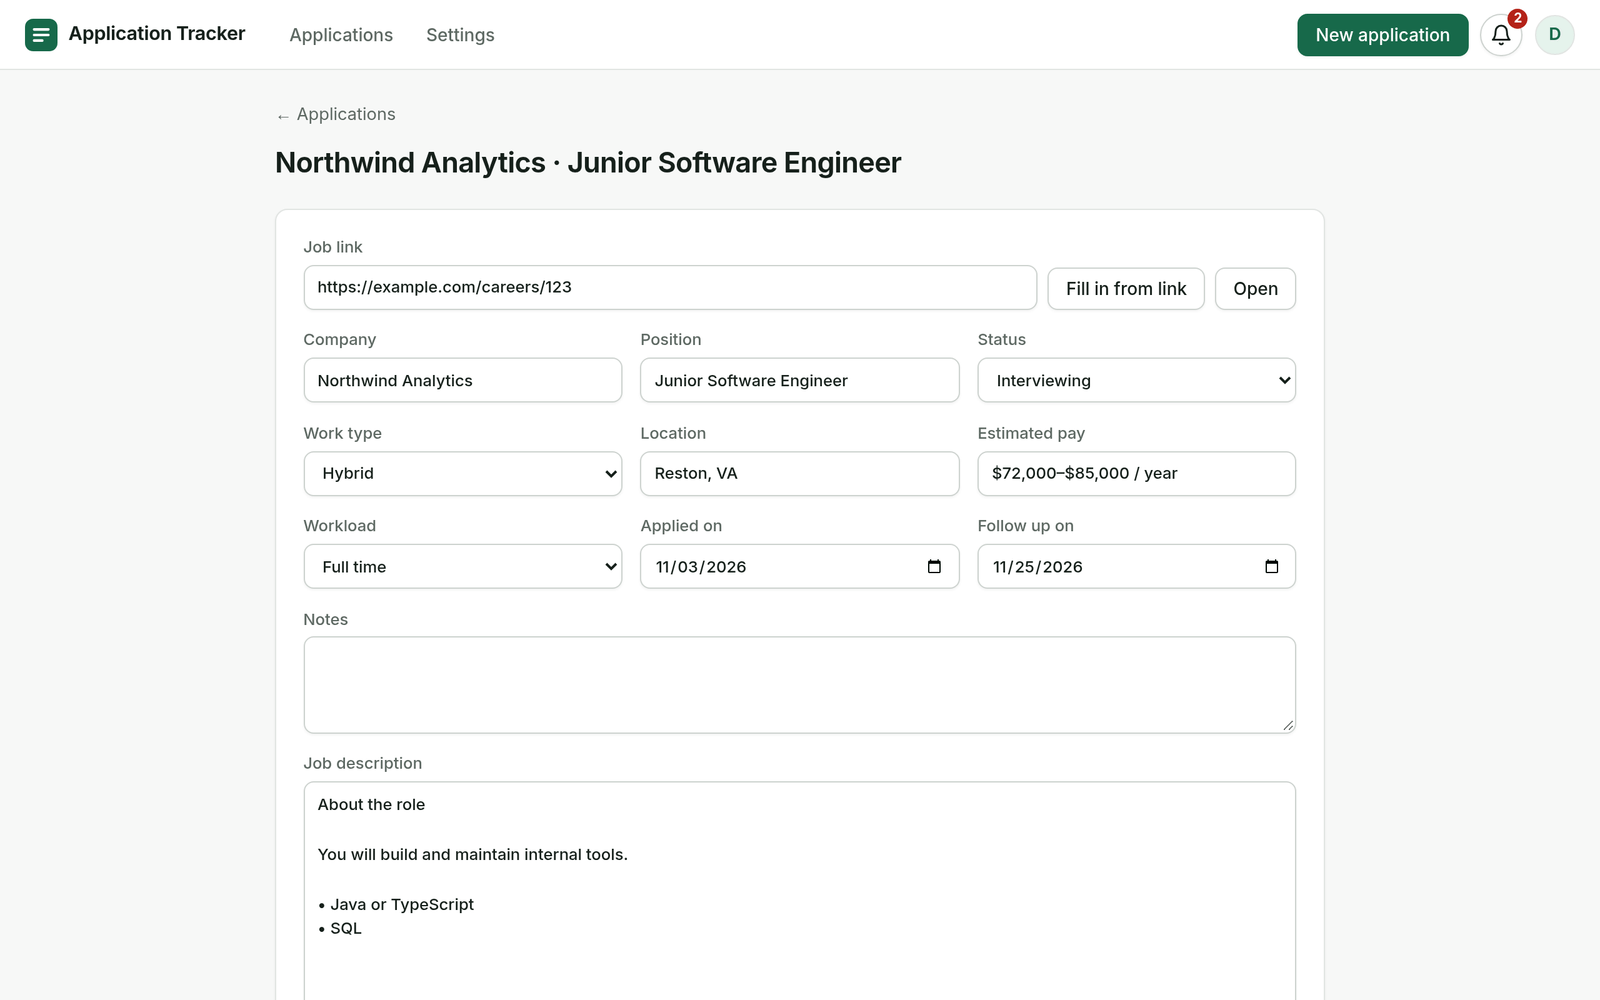 Application Tracker
Applications
Settings
New application
2
D
← Applications
Northwind Analytics · Junior Software Engineer
Job link
https://example.com/careers/123
Fill in from link
Open
Company
Position
Status
Northwind Analytics
Junior Software Engineer
Interviewing
Work type
Location
Estimated pay
Hybrid
Reston, VA
$72,000–$85,000 / year
Workload
Applied on
Follow up on
Full time
11/03/2026
11/25/2026
Notes
Job description
About the role
You will build and maintain internal tools.
• Java or TypeScript
• SQL